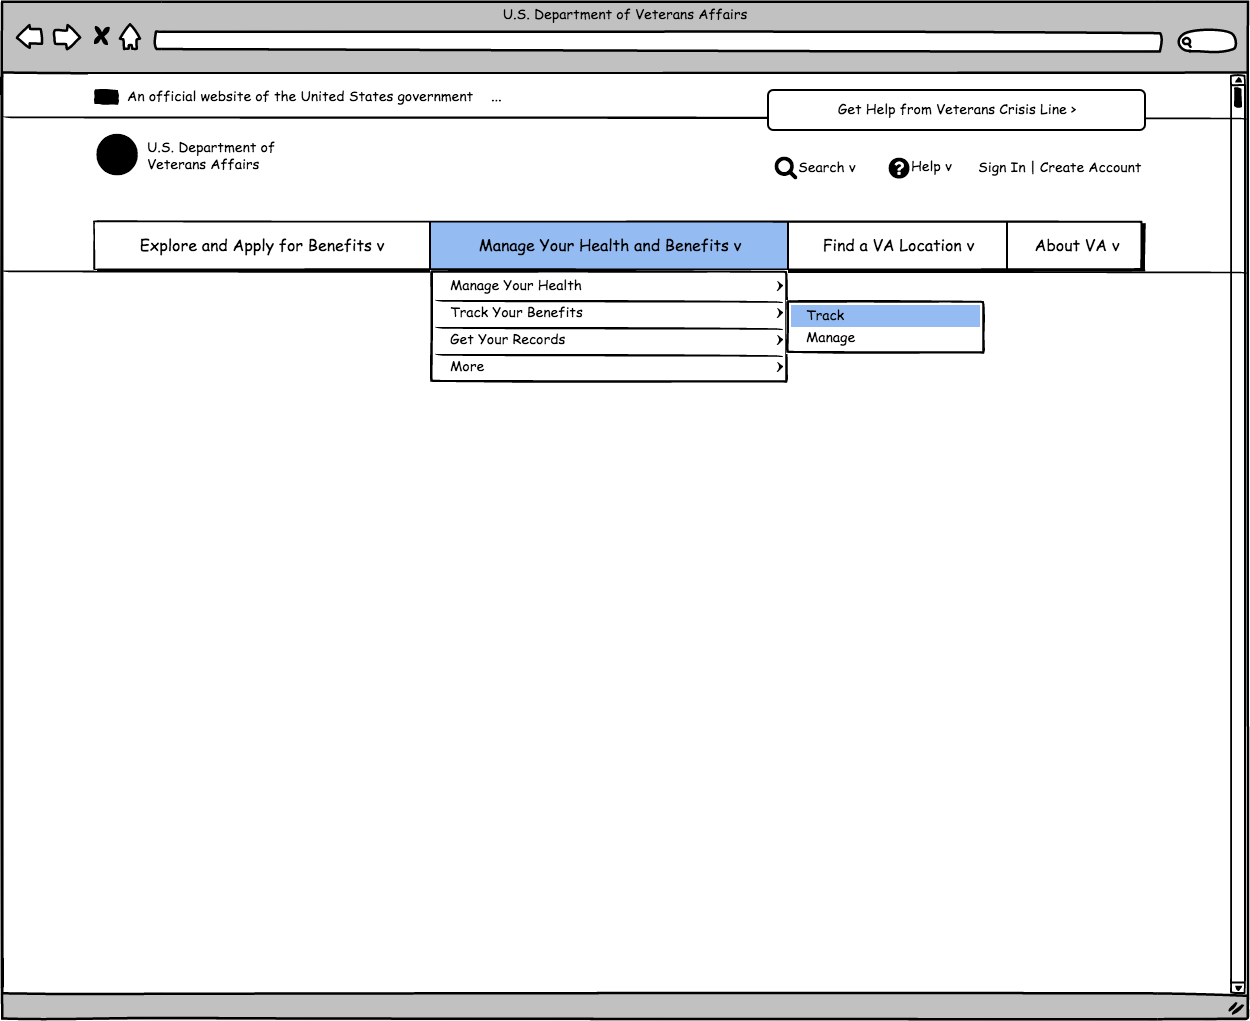 U.S. Department of Veterans Affairs
An official website of the United States government ...
Get Help from Veterans Crisis Line >
U.S. Department of
Veterans Affairs
Search v
Help v
Sign In | Create Account
Explore and Apply for Benefits v
Manage Your Health and Benefits v
Find a VA Location v
About VA v
Manage Your Health
Track Your Benefits
Get Your Records
More
Track
Manage